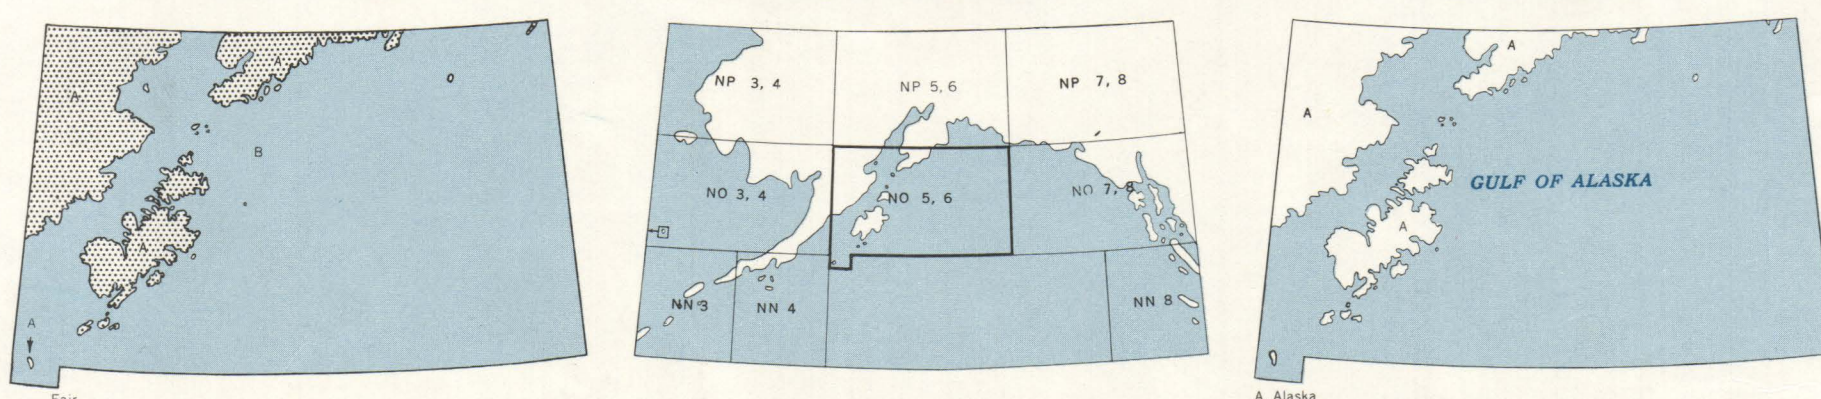 A
A
B
A
A
Fair
NP 3, 4
NP 5, 6
NP 7, 8
NO 3, 4
NO 5, 6
NO 7, 8
NN 3
NN 4
NN 8
A
A
GULF OF ALASKA
A
A Alaska